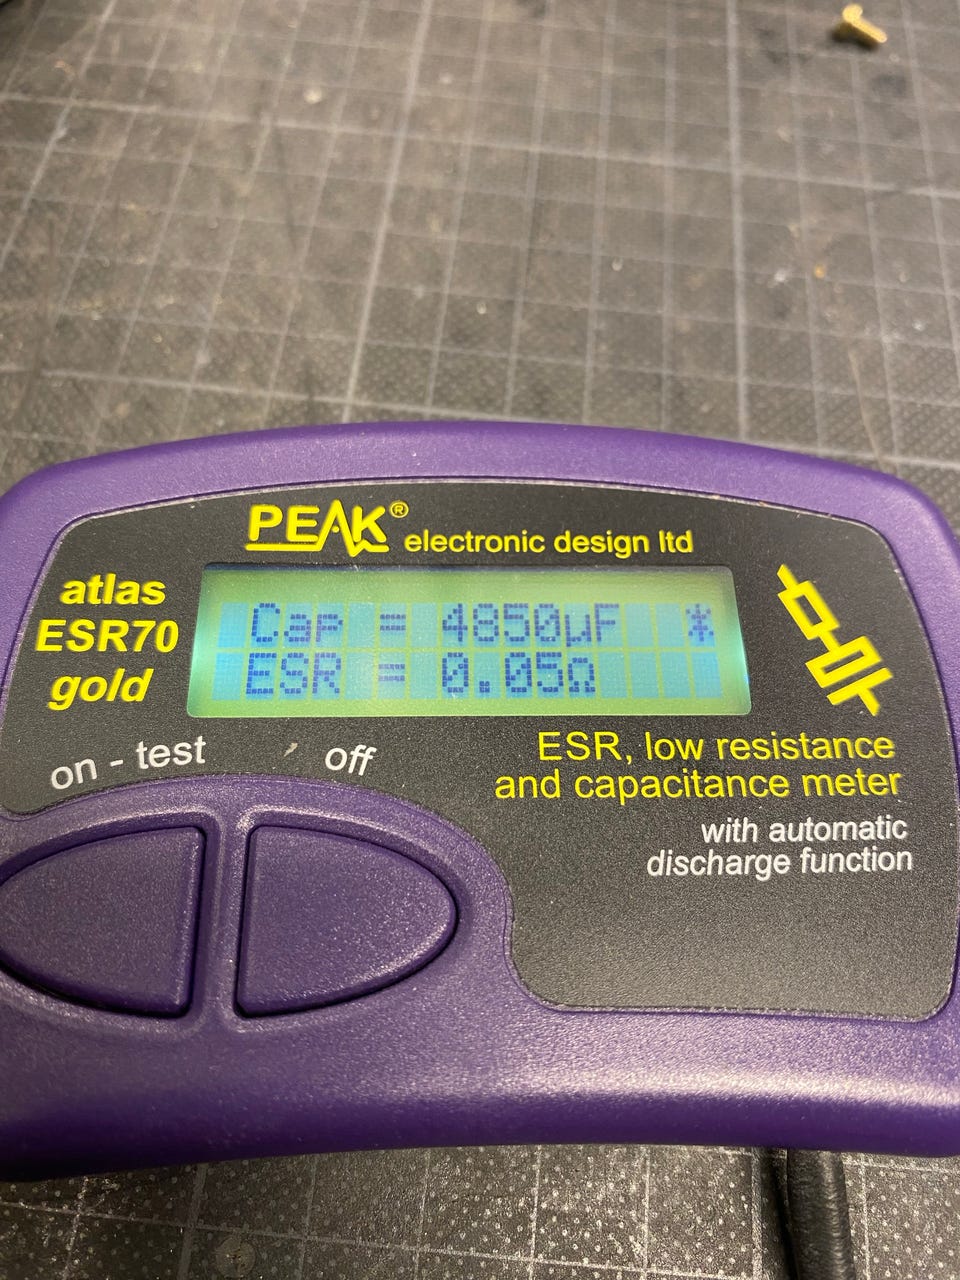 PEAK® electronic design ltd
atlas
ESR70
gold
Cap = 4850µF *
ESR = 0.05Ω
on - test
off
ESR, low resistance
and capacitance meter
with automatic
discharge function